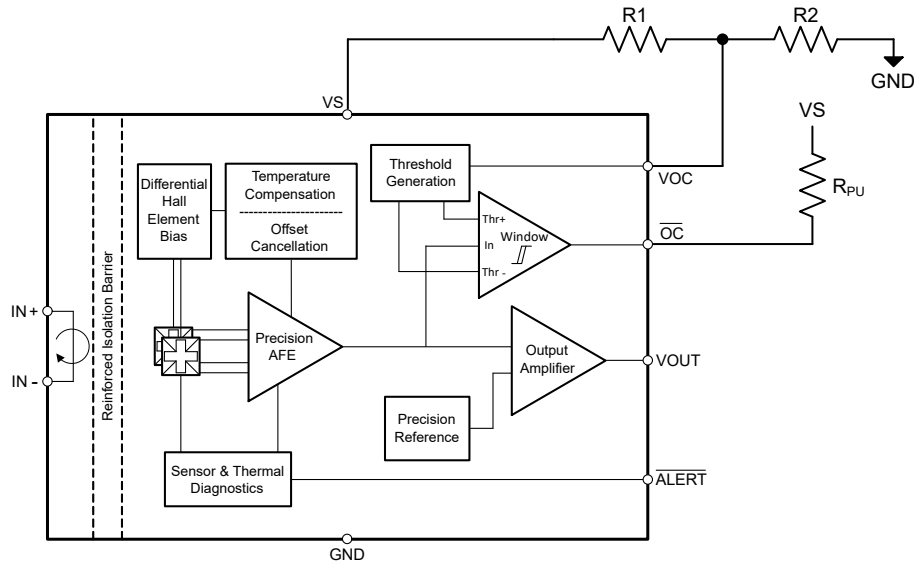 R1
R2
GND
VS
VS
R_PU
Differential
Hall
Element
Bias
Temperature
Compensation
Offset
Cancellation
Threshold
Generation
VOC
Thr+
Window
In
Thr -
OC
Reinforced Isolation Barrier
IN+
IN -
Precision
AFE
Output
Amplifier
VOUT
Precision
Reference
Sensor & Thermal
Diagnostics
ALERT
GND